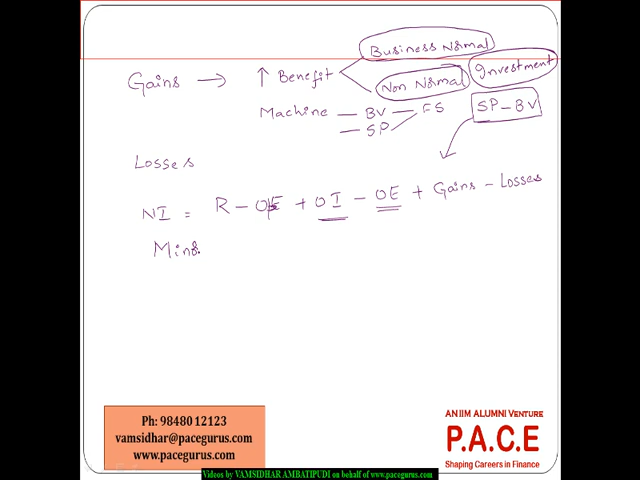 Business Normal
Gains → ↑ Benefit
Non Normal
Investment
Machine — BV — FS
— SP
SP - BV
Losses
NI = R - OE + OI - OE + Gains - Losses
Mins
Ph: 98480 12123
vamsidhar@pacegurus.com
www.pacegurus.com
AN IIM ALUMNI VENTURE
P.A.C.E
Shaping Careers in Finance
Videos by VAMSIDHAR AMBATIPUDI on behalf of www.pacegurus.com